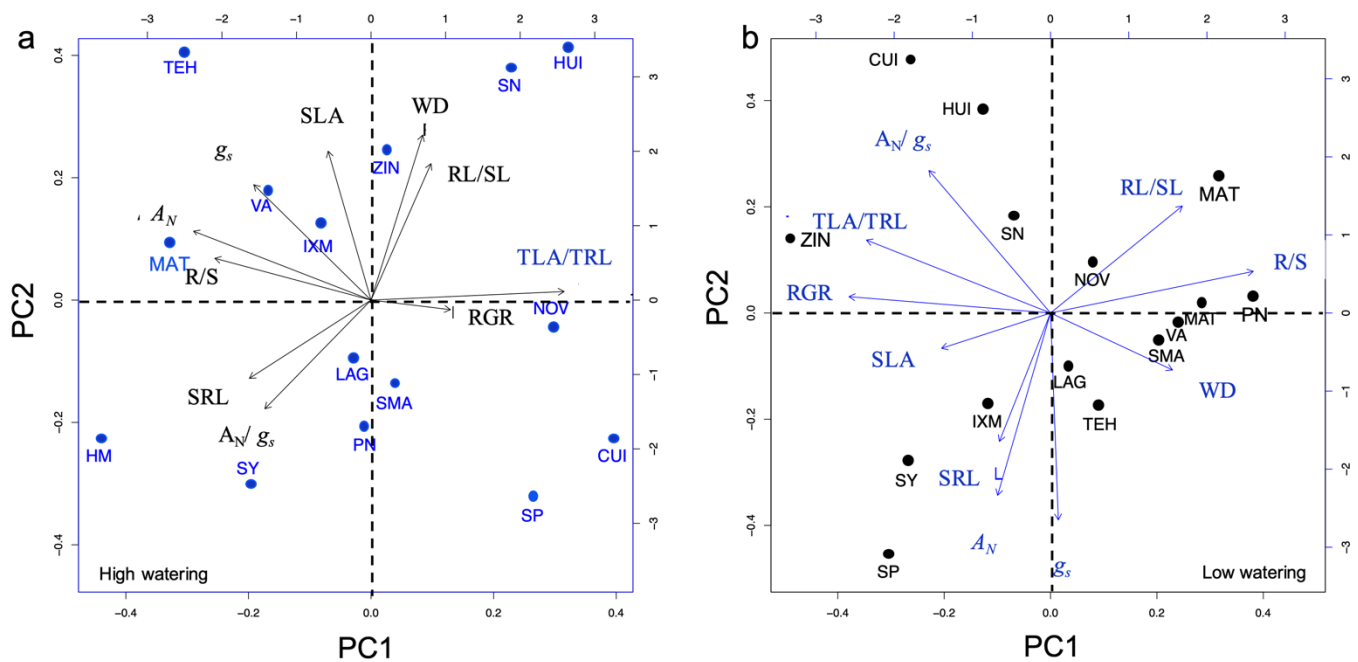 a
-3 -2 -1 0 1 2 3
TEH
HUI
SN
SLA
WD
gs
ZIN
RL/SL
VA
AN
IXM
MAT
R/S
TLA/TRL
NOV
RGR
LAG
SRL
SMA
AN/ gs
PN
HM
SY
CUI
SP
High watering
0.4
0.2
0.0
-0.2
-0.4
PC2
3
2
1
0
-1
-2
-3
-0.4 -0.2 0.0 0.2 0.4
PC1
b
-3 -2 -1 0 1 2 3
CUI
HUI
AN/ gs
RL/SL
MAT
TLA/TRL
SN
ZIN
NOV
R/S
RGR
MAT
PN
VA
SLA
SMA
WD
LAG
IXM
TEH
SRL
L
SY
AN
SP
gs
Low watering
0.4
0.2
0.0
-0.2
-0.4
PC2
3
2
1
0
-1
-2
-3
-0.4 -0.2 0.0 0.2 0.4
PC1